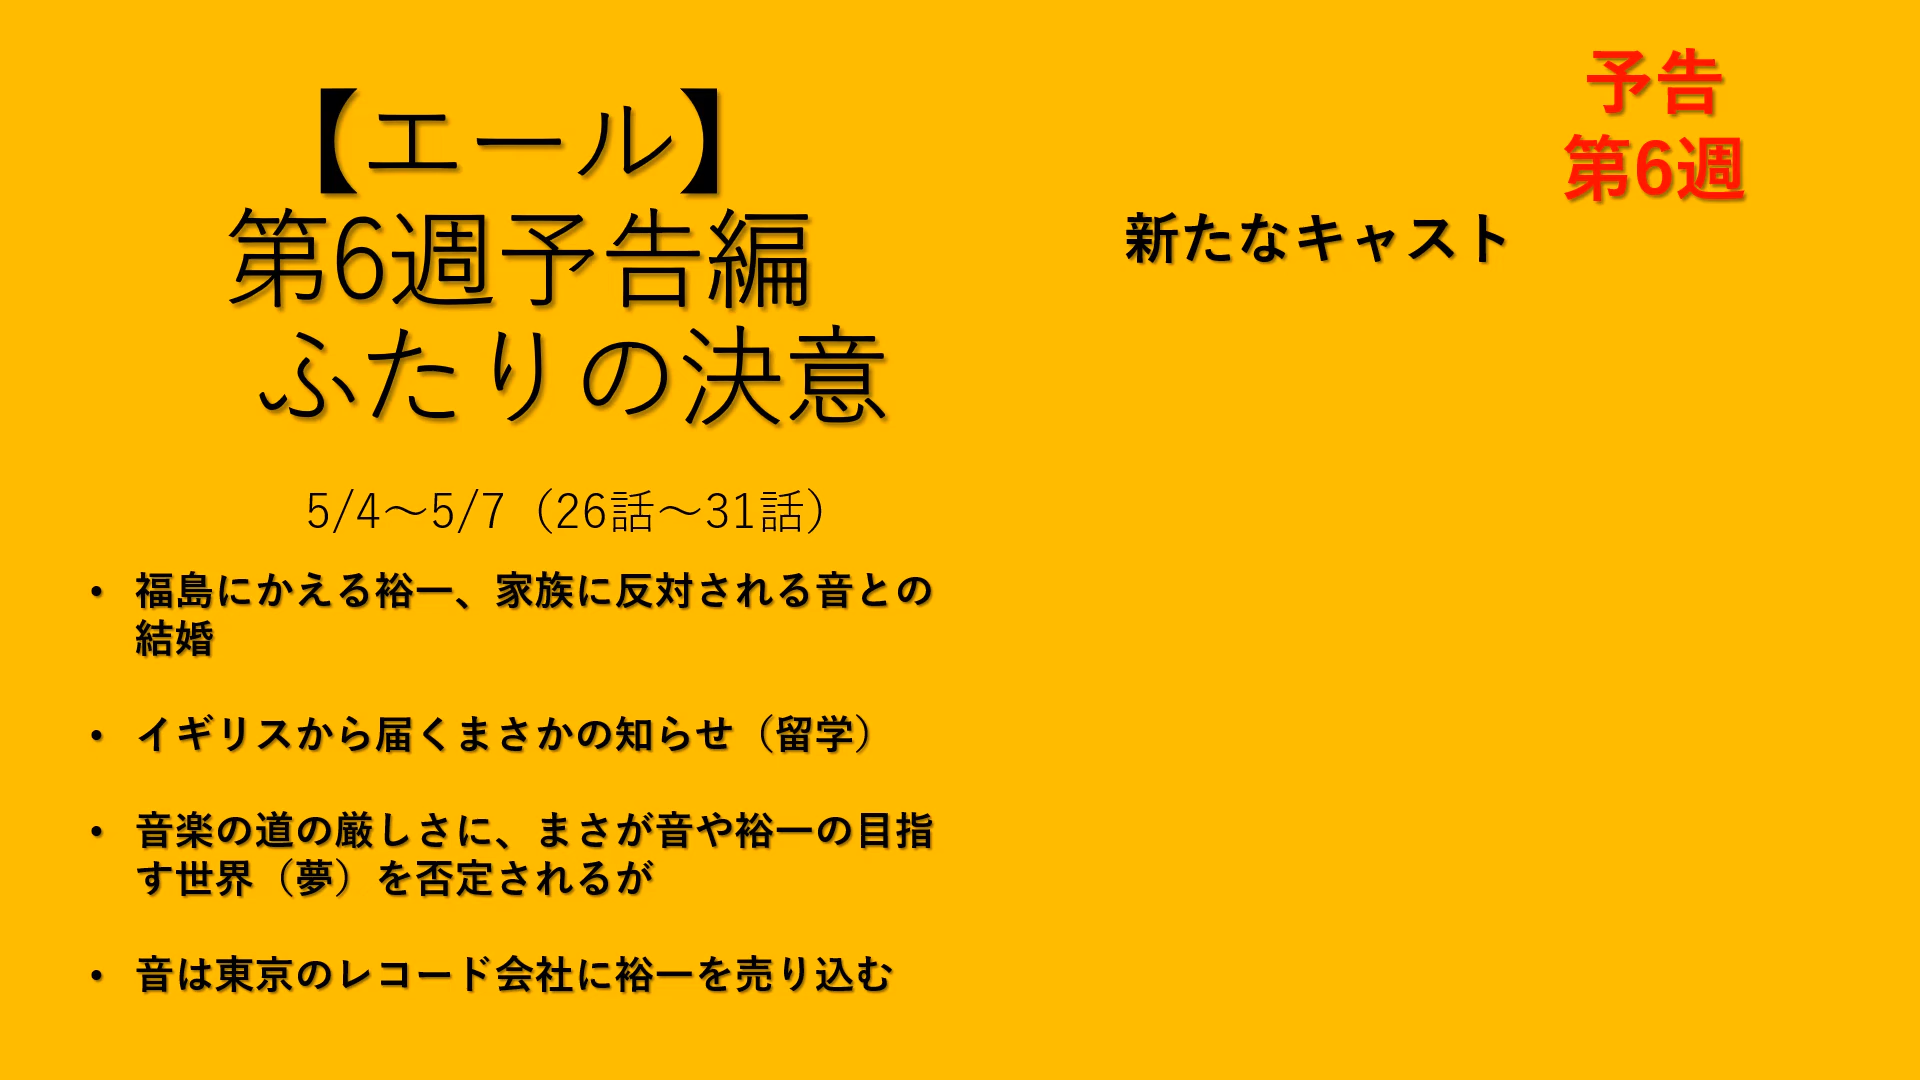 【エール】
第6週予告編
ふたりの決意
5/4～5/7（26話～31話）
• 福島にかえる裕一、家族に反対される音との
結婚
• イギリスから届くまさかの知らせ（留学）
• 音楽の道の厳しさに、まさが音や裕一の目指
す世界（夢）を否定されるが
• 音は東京のレコード会社に裕一を売り込む
予告
第6週
新たなキャスト